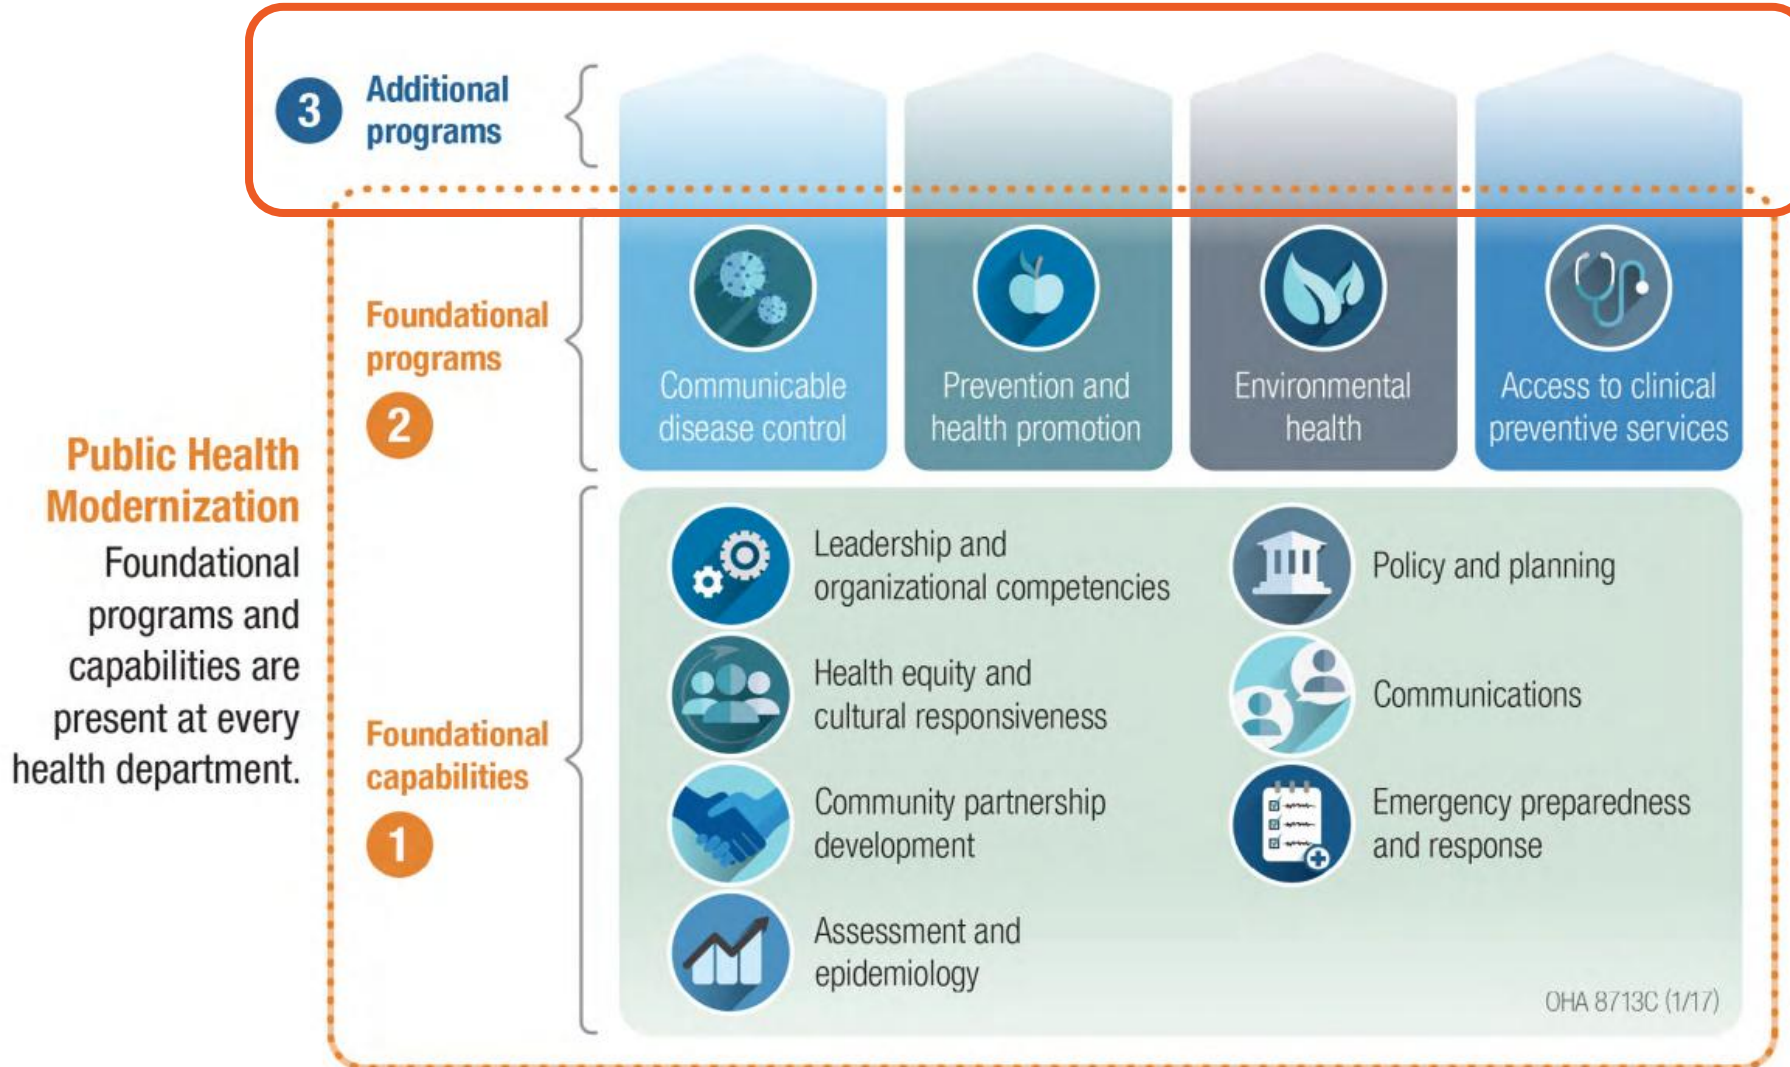 3
Additional
programs
Foundational
programs
2
Communicable
disease control
Prevention and
health promotion
Environmental
health
Access to clinical
preventive services
Public Health
Modernization
Foundational
programs and
capabilities are
present at every
health department.
Foundational
capabilities
1
Leadership and
organizational competencies
Health equity and
cultural responsiveness
Community partnership
development
Assessment and
epidemiology
Policy and planning
Communications
Emergency preparedness
and response
OHA 8713C (1/17)